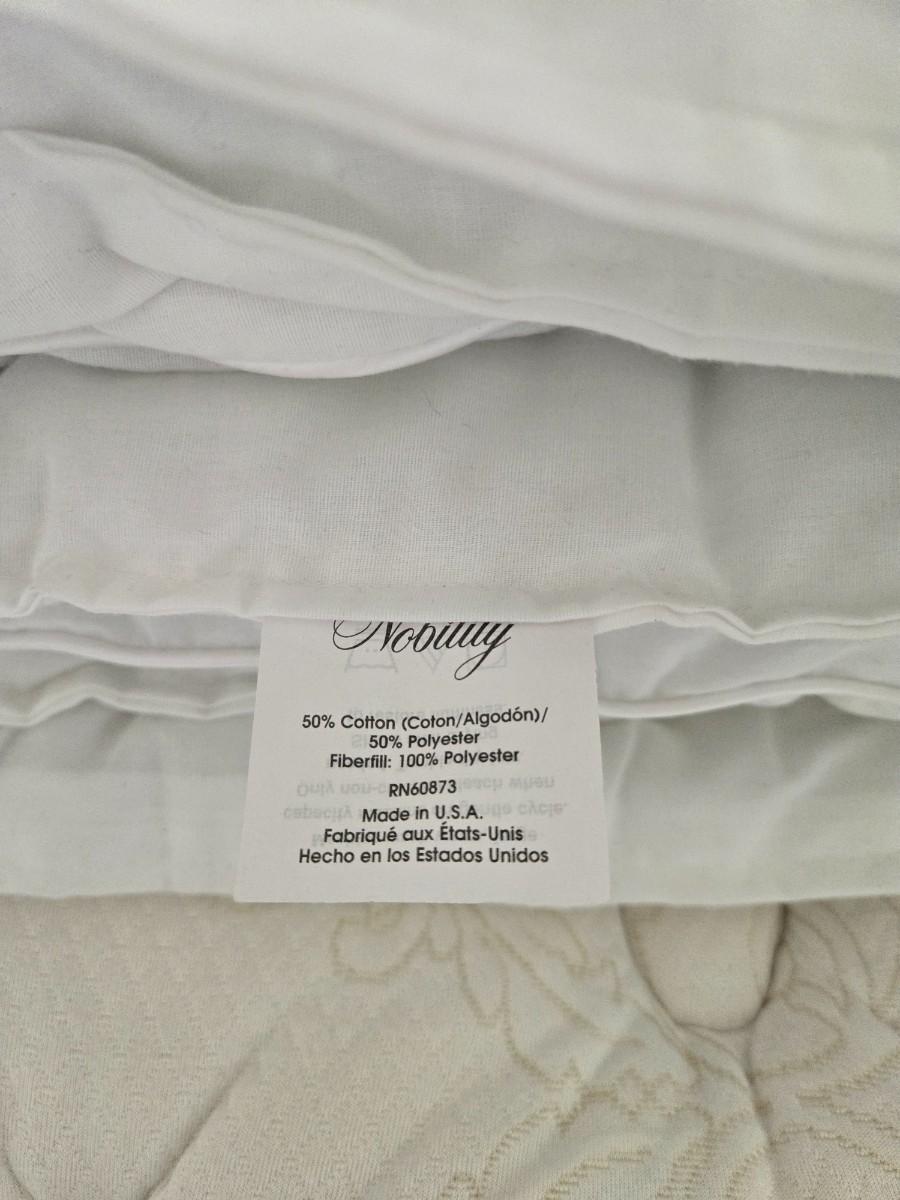 Nobility
50% Cotton (Coton/Algodón)/
50% Polyester
Fiberfill: 100% Polyester
RN60873
Made in U.S.A.
Fabriqué aux États-Unis
Hecho en los Estados Unidos